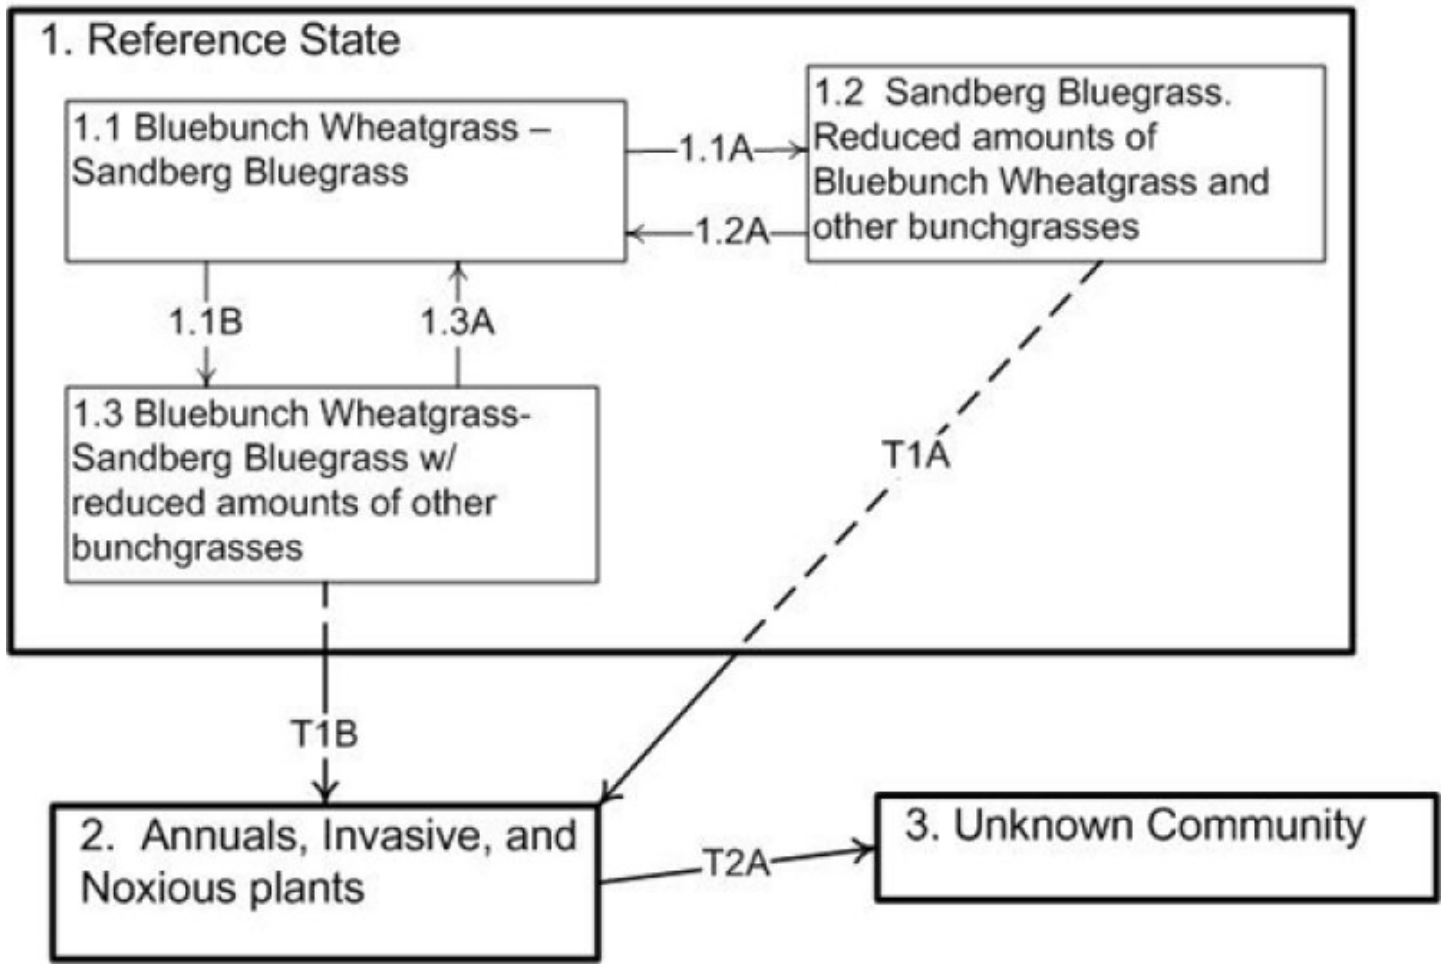 1. Reference State
1.1 Bluebunch Wheatgrass –
Sandberg Bluegrass
1.1A
1.2A
1.2  Sandberg Bluegrass.
Reduced amounts of
Bluebunch Wheatgrass and
other bunchgrasses
1.1B
1.3A
1.3 Bluebunch Wheatgrass-
Sandberg Bluegrass w/
reduced amounts of other
bunchgrasses
T1A
T1B
2.  Annuals, Invasive, and
Noxious plants
T2A
3. Unknown Community